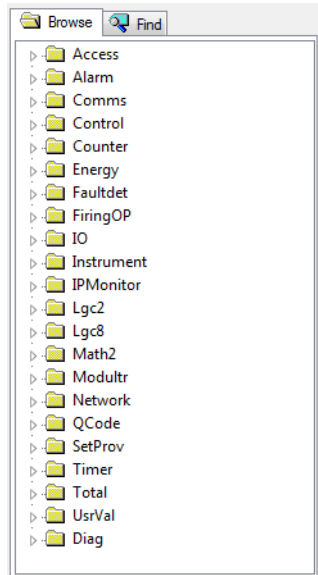 Browse Find
Access
Alarm
Comms
Control
Counter
Energy
Faultdet
FiringOP
IO
Instrument
IPMonitor
Lgc2
Lgc8
Math2
Modultr
Network
QCode
SetProv
Timer
Total
UsrVal
Diag